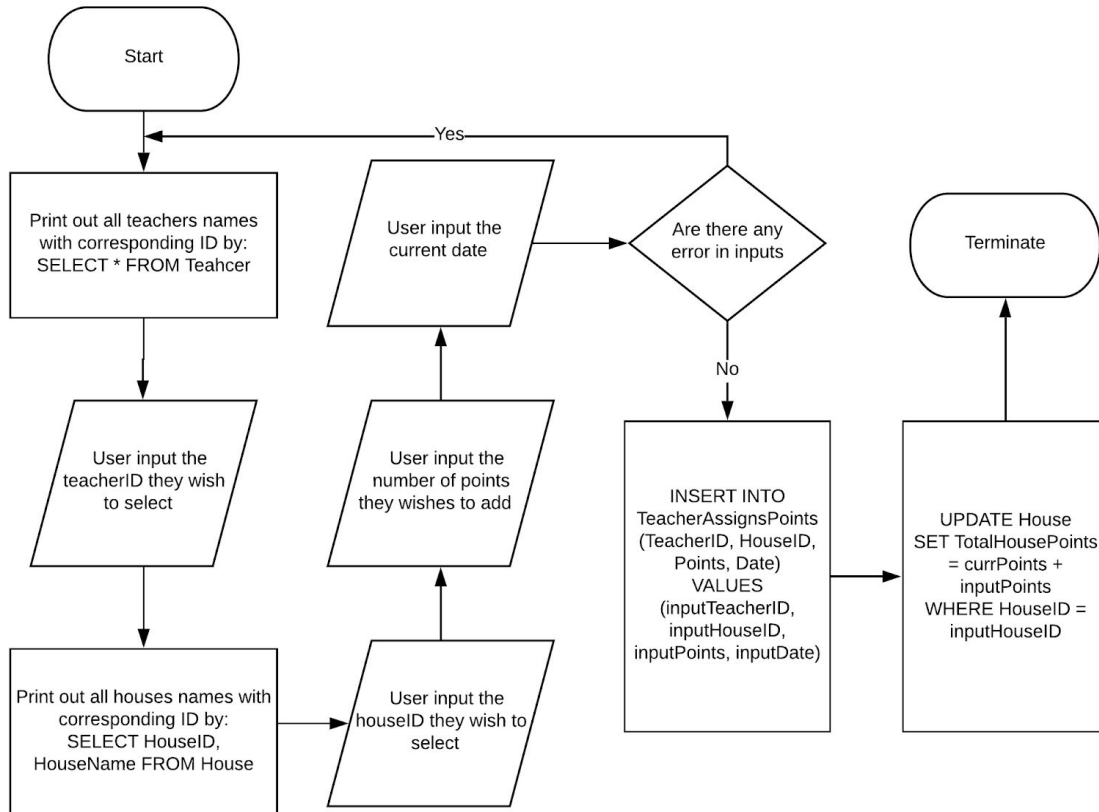 Start
Print out all teachers names
with corresponding ID by:
SELECT * FROM Teahcer
User input the
teacherID they wish
to select
Print out all houses names with
corresponding ID by:
SELECT HouseID,
HouseName FROM House
User input the
houseID they wish to
select
User input the
number of points
they wishes to add
User input the
current date
Are there any
error in inputs
Yes
No
INSERT INTO
TeacherAssignsPoints
(TeacherID, HouseID,
Points, Date)
VALUES
(inputTeacherID,
inputHouseID,
inputPoints, inputDate)
UPDATE House
SET TotalHousePoints
= currPoints +
inputPoints
WHERE HouseID =
inputHouseID
Terminate